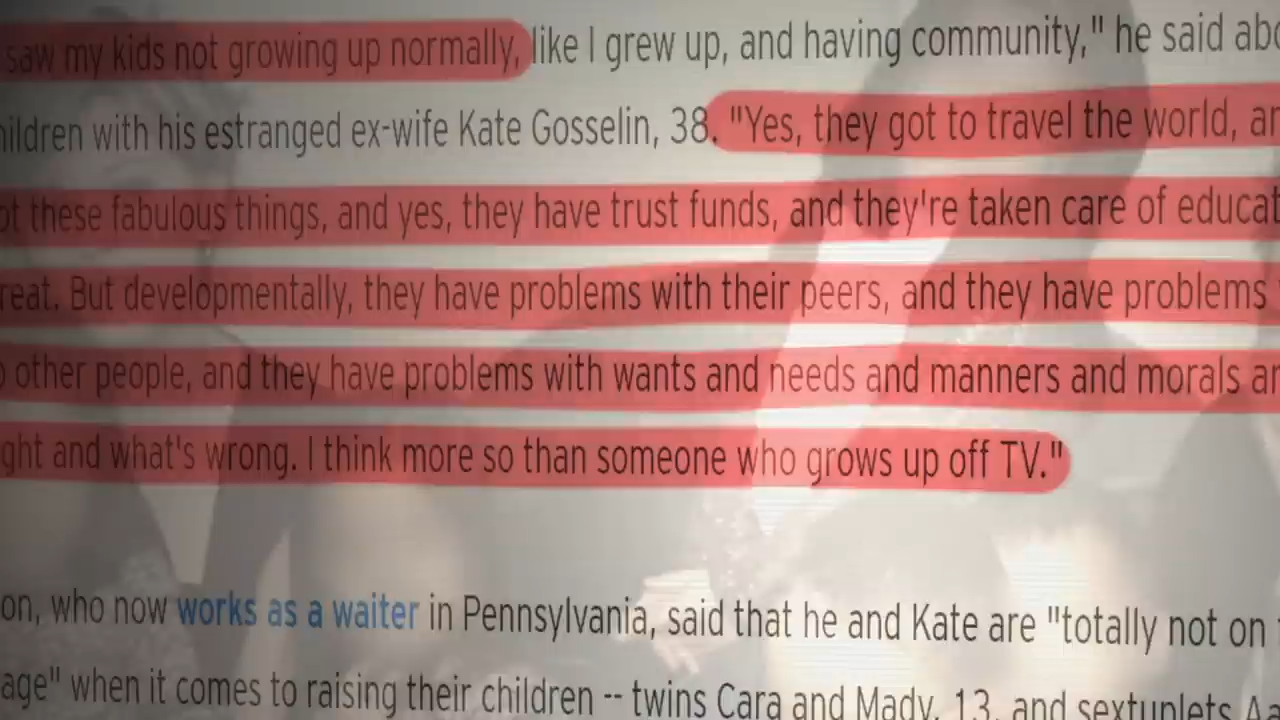 saw my kids not growing up normally, like I grew up, and having community," he said abo
hildren with his estranged ex-wife Kate Gosselin, 38. "Yes, they got to travel the world, an
ot these fabulous things, and yes, they have trust funds, and they're taken care of educat
reat. But developmentally, they have problems with their peers, and they have problems
o other people, and they have problems with wants and needs and manners and morals an
ght and what's wrong. I think more so than someone who grows up off TV."
on, who now works as a waiter in Pennsylvania, said that he and Kate are "totally not on
age" when it comes to raising their children -- twins Cara and Mady, 13, and sextuplets Aa